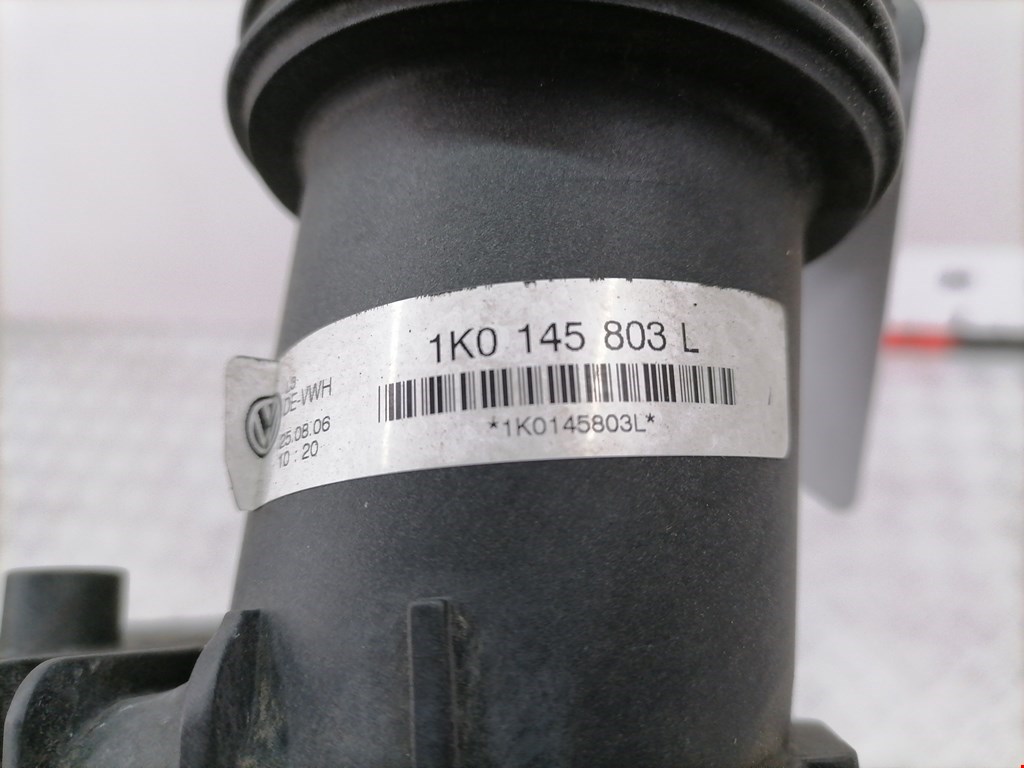 1K0 145 803 L
*1K0145803L*
DE-VWH
25.08.06
10 : 20